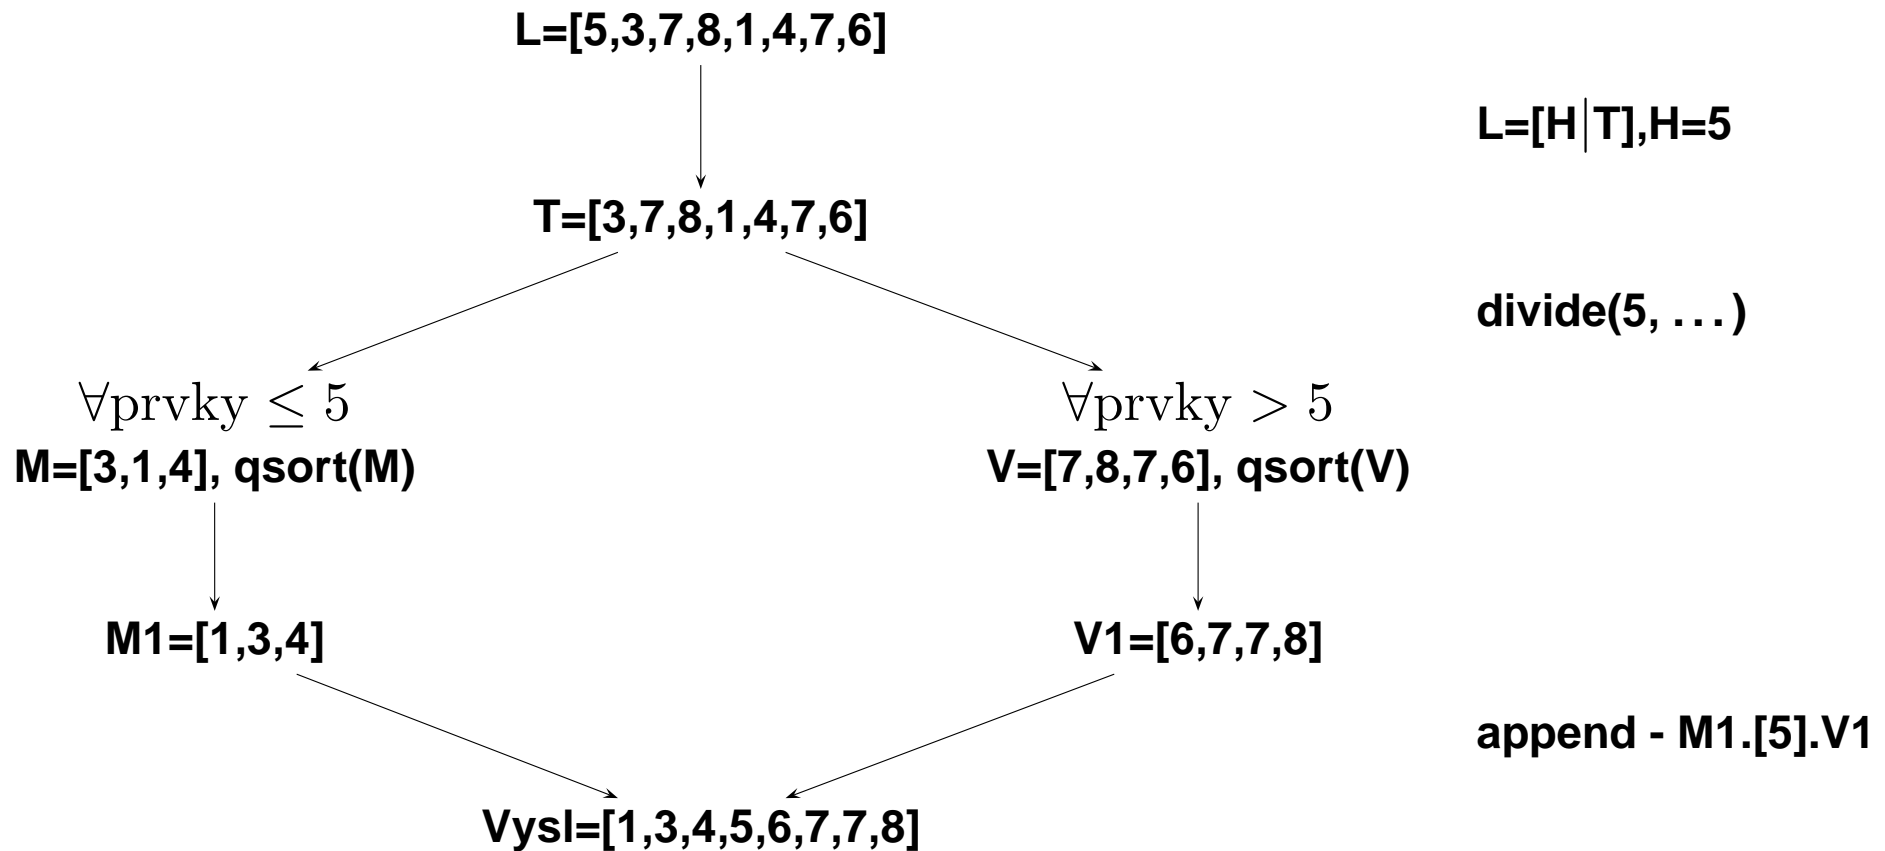 L=[5,3,7,8,1,4,7,6]
L=[H|T],H=5
T=[3,7,8,1,4,7,6]
divide(5, ...)
∀prvky ≤ 5
∀prvky > 5
M=[3,1,4], qsort(M)
V=[7,8,7,6], qsort(V)
M1=[1,3,4]
V1=[6,7,7,8]
append - M1.[5].V1
Vysl=[1,3,4,5,6,7,7,8]